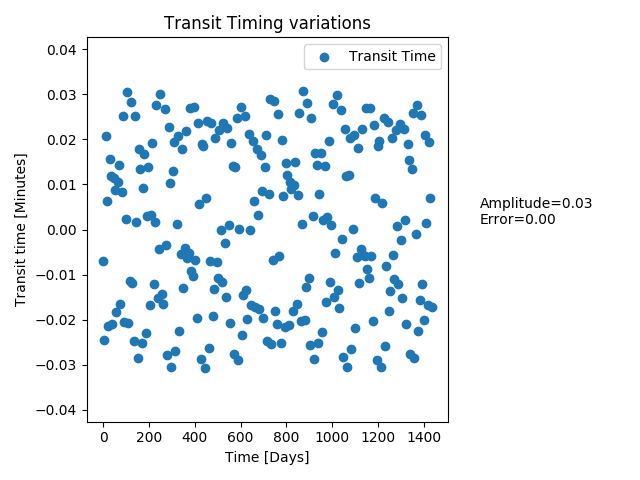 Transit Timing variations
Transit Time
0.04
0.03
0.02
0.01
0.00
−0.01
−0.02
−0.03
−0.04
Transit time [Minutes]
Amplitude=0.03
Error=0.00
0 200 400 600 800 1000 1200 1400
Time [Days]